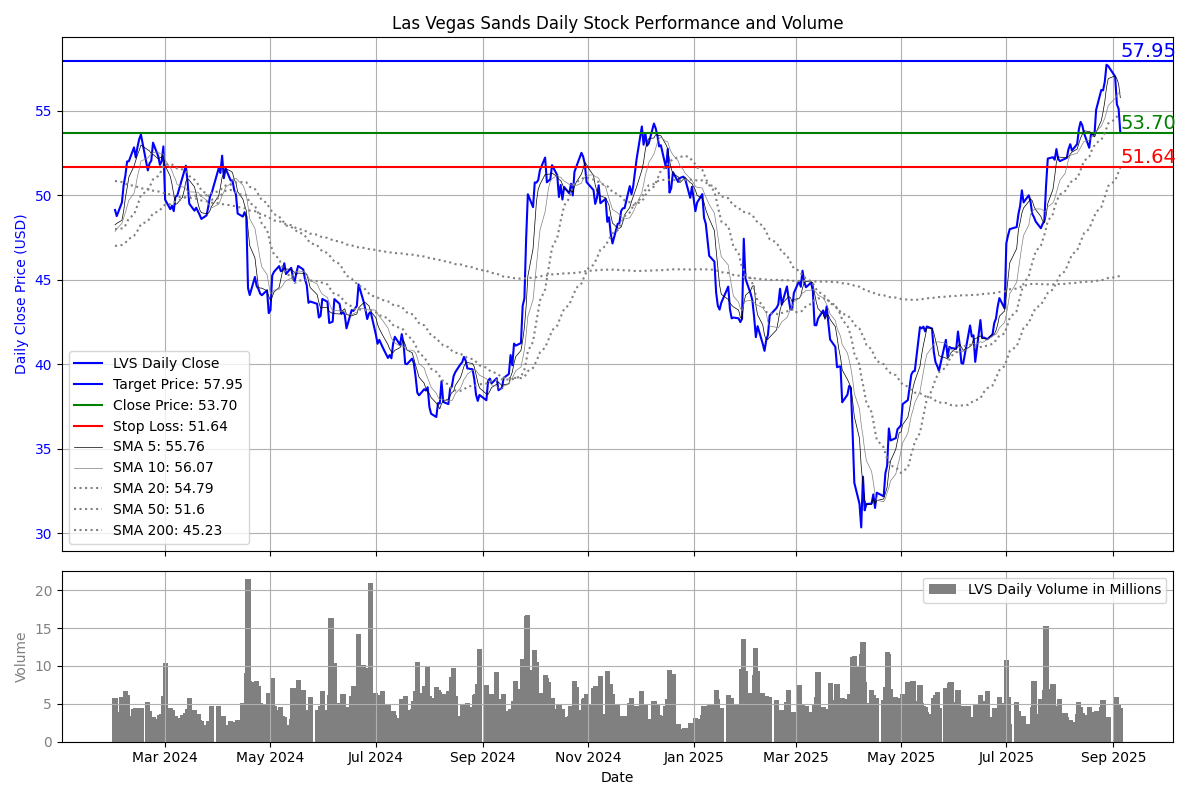 Las Vegas Sands Daily Stock Performance and Volume
57.95
53.70
51.64
Daily Close Price (USD)
55
50
45
40
35
30
LVS Daily Close
Target Price: 57.95
Close Price: 53.70
Stop Loss: 51.64
SMA 5: 55.76
SMA 10: 56.07
SMA 20: 54.79
SMA 50: 51.6
SMA 200: 45.23
Volume
20
15
10
5
0
LVS Daily Volume in Millions
Mar 2024 May 2024 Jul 2024 Sep 2024 Nov 2024 Jan 2025 Mar 2025 May 2025 Jul 2025 Sep 2025
Date